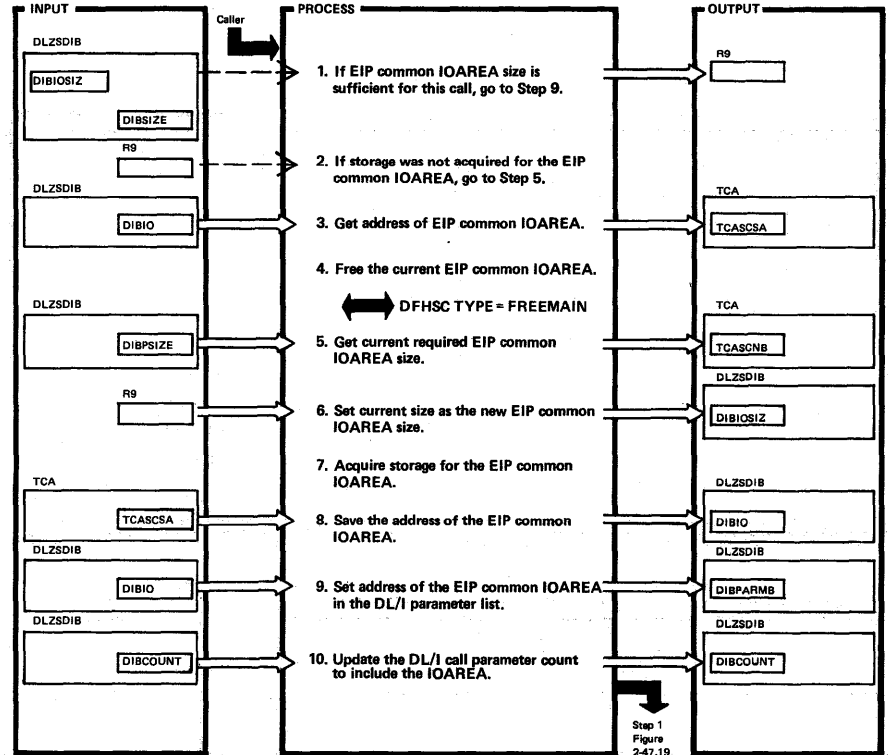 INPUT
PROCESS
OUTPUT
Caller
DLZSDIB
DIBIOSIZ
DIBSIZE
1. If EIP common IOAREA size is
sufficient for this call, go to Step 9.
R9
R9
2. If storage was not acquired for the EIP
common IOAREA, go to Step 5.
DLZSDIB
DIBIO
3. Get address of EIP common IOAREA.
TCA
TCASCSA
4. Free the current EIP common IOAREA.
DFHSC TYPE = FREEMAIN
DLZSDIB
DIBPSIZE
5. Get current required EIP common
IOAREA size.
TCA
TCASCNB
R9
6. Set current size as the new EIP common
IOAREA size.
DLZSDIB
DIBIOSIZ
7. Acquire storage for the EIP common
IOAREA.
TCA
TCASCSA
8. Save the address of the EIP common
IOAREA.
DLZSDIB
DIBIO
DLZSDIB
DIBIO
9. Set address of the EIP common IOAREA
in the DL/I parameter list.
DLZSDIB
DIBPARMB
DLZSDIB
DIBCOUNT
10. Update the DL/I call parameter count
to include the IOAREA.
DLZSDIB
DIBCOUNT
Step 1
Figure
2-47.19